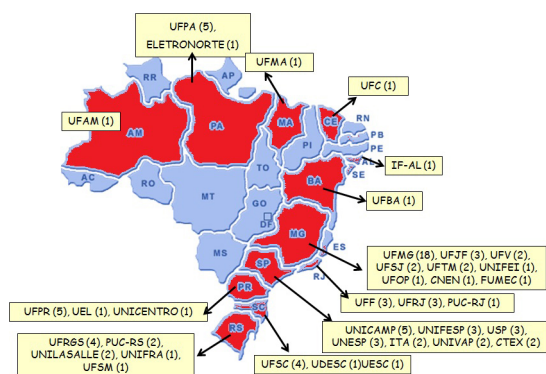 UFPA (5),
ELETRONORTE (1)
UFMA (1)
RR
AP
UFC (1)
UFAM (1)
AM
PA
MA
CE
RN
PB
PE
PI
AL
SE
IF-AL (1)
AC
RO
TO
BA
UFBA (1)
MT
GO
DF
MG
ES
MS
SP
RJ
UFMG (18), UFJF (3), UFV (2),
UFSJ (2), UFTM (2), UNIFEI (1),
UFOP (1), CNEN (1), FUMEC (1)
UFF (3), UFRJ (3), PUC-RJ (1)
PR
UFPR (5), UEL (1), UNICENTRO (1)
SC
UNICAMP (5), UNIFESP (3), USP (3)
UNESP (3), ITA (2), UNIVAP (2), CTEX (2)
RS
UFRGS (4), PUC-RS (2),
UNILASALLE (2), UNIFRA (1),
UFSM (1)
UFSC (4), UDESC (1)UESC (1)